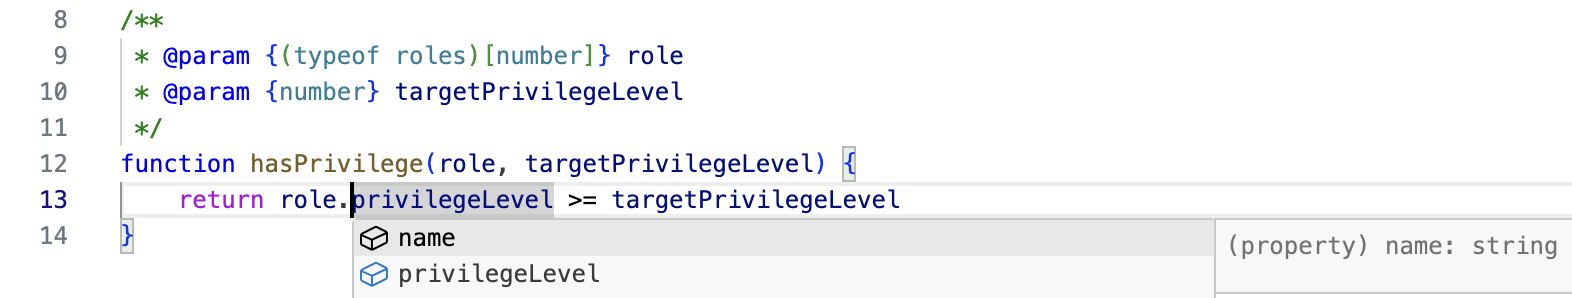 8 /**
9 * @param {(typeof roles)[number]} role
10 * @param {number} targetPrivilegeLevel
11 */
12 function hasPrivilege(role, targetPrivilegeLevel) {
13 return role.privilegeLevel >= targetPrivilegeLevel
14 }
name
(property) name: string
privilegeLevel